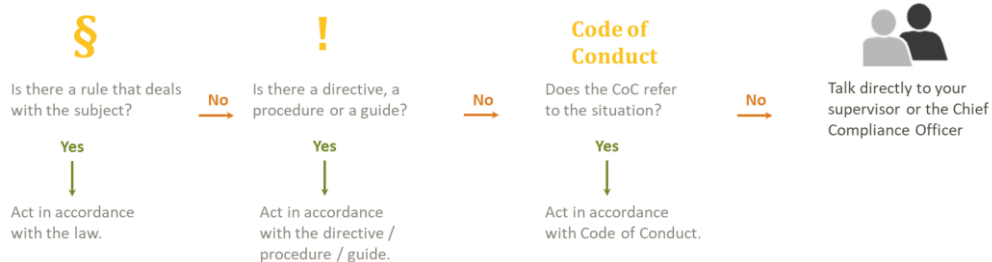 §
Is there a rule that deals
with the subject?
Yes
Act in accordance
with the law.
No
!
Is there a directive, a
procedure or a guide?
Yes
Act in accordance
with the directive /
procedure / guide.
No
Code of
Conduct
Does the CoC refer
to the situation?
Yes
Act in accordance
with Code of Conduct.
No
Talk directly to your
supervisor or the Chief
Compliance Officer